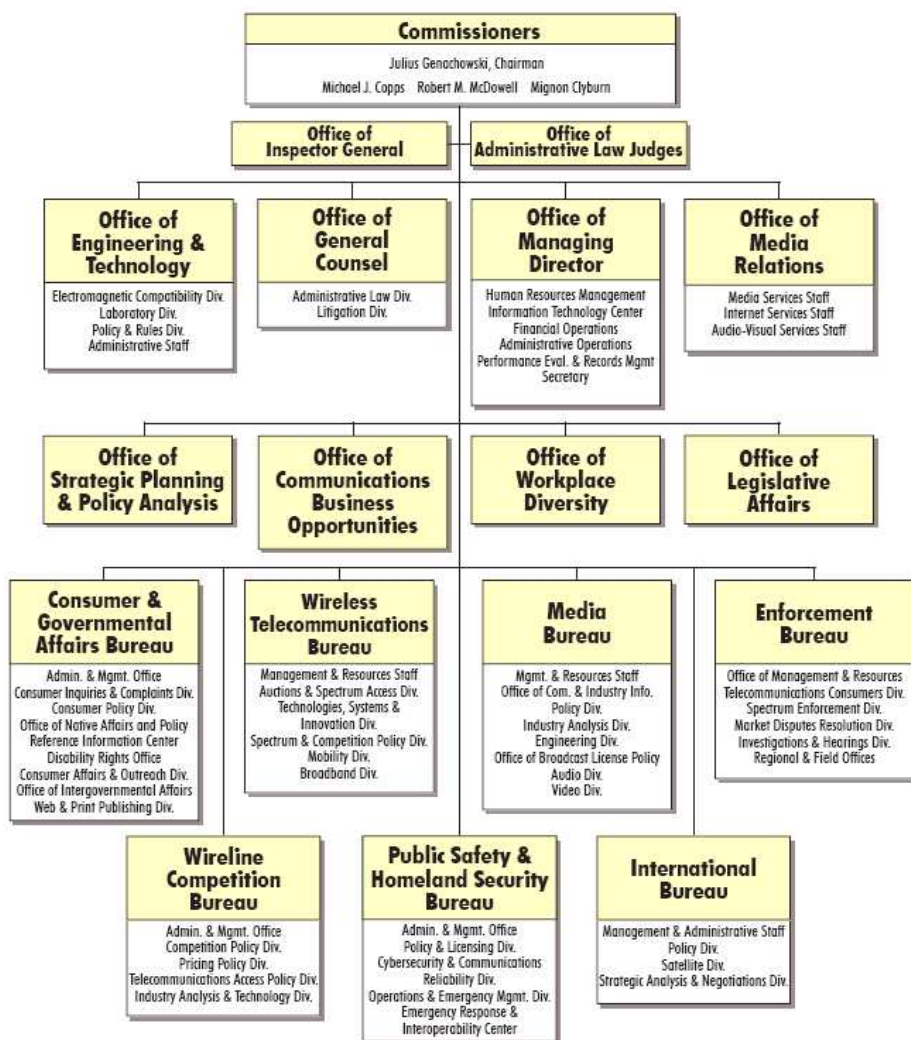 Commissioners
Julius Genachowski, Chairman
Michael J. Copps Robert M. McDowell Mignon Clyburn
Office of
Inspector General
Office of
Administrative Law Judges
Office of
Engineering &
Technology
Electromagnetic Compatibility Div.
Laboratory Div.
Policy & Rules Div.
Administrative Staff
Office of
General
Counsel
Administrative Law Div.
Litigation Div.
Office of
Managing
Director
Human Resources Management
Information Technology Center
Financial Operations
Administrative Operations
Performance Eval. & Records Mgmt
Secretary
Office of
Media
Relations
Media Services Staff
Internet Services Staff
Audio-Visual Services Staff
Office of
Strategic Planning
& Policy Analysis
Office of
Communications
Business
Opportunities
Office of
Workplace
Diversity
Office of
Legislative
Affairs
Consumer &
Governmental
Affairs Bureau
Admin. & Mgmt. Office
Consumer Inquiries & Complaints Div.
Consumer Policy Div.
Office of Native Affairs and Policy
Reference Information Center
Disability Rights Office
Consumer Affairs & Outreach Div.
Office of Intergovernmental Affairs
Web & Print Publishing Div.
Wireless
Telecommunications
Bureau
Management & Resources Staff
Auctions & Spectrum Access Div.
Technologies, Systems &
Innovation Div.
Spectrum & Competition Policy Div.
Mobility Div.
Broadband Div.
Media
Bureau
Mgmt. & Resources Staff
Office of Com. & Industry Info.
Policy Div.
Industry Analysis Div.
Engineering Div.
Office of Broadcast License Policy
Audio Div.
Video Div.
Enforcement
Bureau
Office of Management & Resources
Telecommunications Consumers Div.
Spectrum Enforcement Div.
Market Disputes Resolution Div.
Investigations & Hearings Div.
Regional & Field Offices
Wireline
Competition
Bureau
Admin. & Mgmt. Office
Competition Policy Div.
Pricing Policy Div.
Telecommunications Access Policy Div.
Industry Analysis & Technology Div.
Public Safety &
Homeland Security
Bureau
Admin. & Mgmt. Office
Policy & Licensing Div.
Cybersecurity & Communications
Reliability Div.
Operations & Emergency Mgmt. Div.
Emergency Response &
Interoperability Center
International
Bureau
Management & Administrative Staff
Policy Div.
Satellite Div.
Strategic Analysis & Negotiations Div.